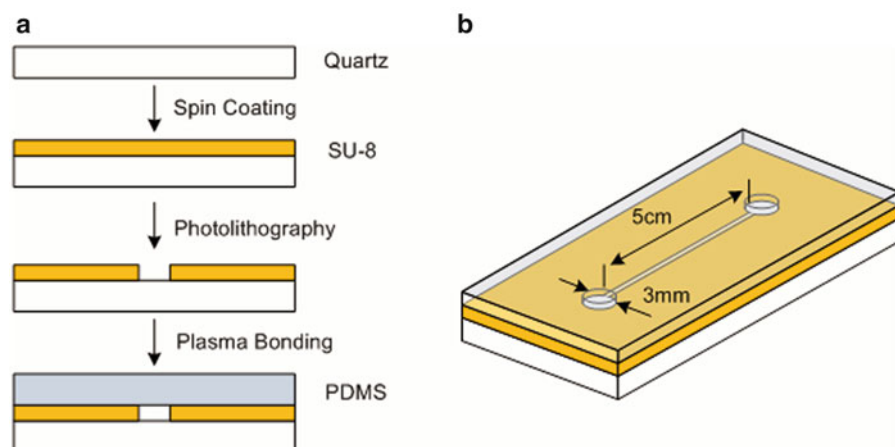 a
Quartz
Spin Coating
SU-8
Photolithography
Plasma Bonding
PDMS
b
5cm
3mm